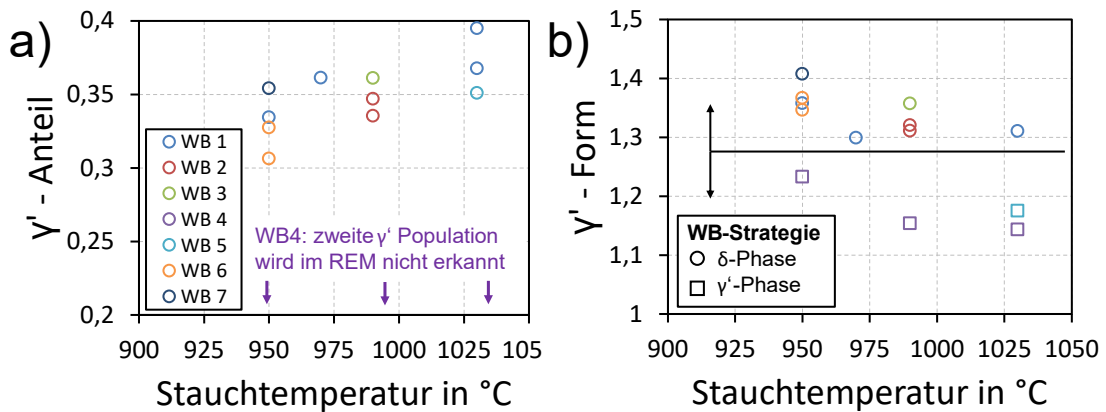 a)
γ' - Anteil
0,4
0,35
0,3
0,25
0,2
WB 1
WB 2
WB 3
WB 4
WB 5
WB 6
WB 7
WB4: zweite γ‘ Population
wird im REM nicht erkannt
900 925 950 975 1000 1025 105
Stauchtemperatur in °C
b)
γ' - Form
1,5
1,4
1,3
1,2
1,1
1
WB-Strategie
δ-Phase
γ‘-Phase
900 925 950 975 1000 1025 1050
Stauchtemperatur in °C